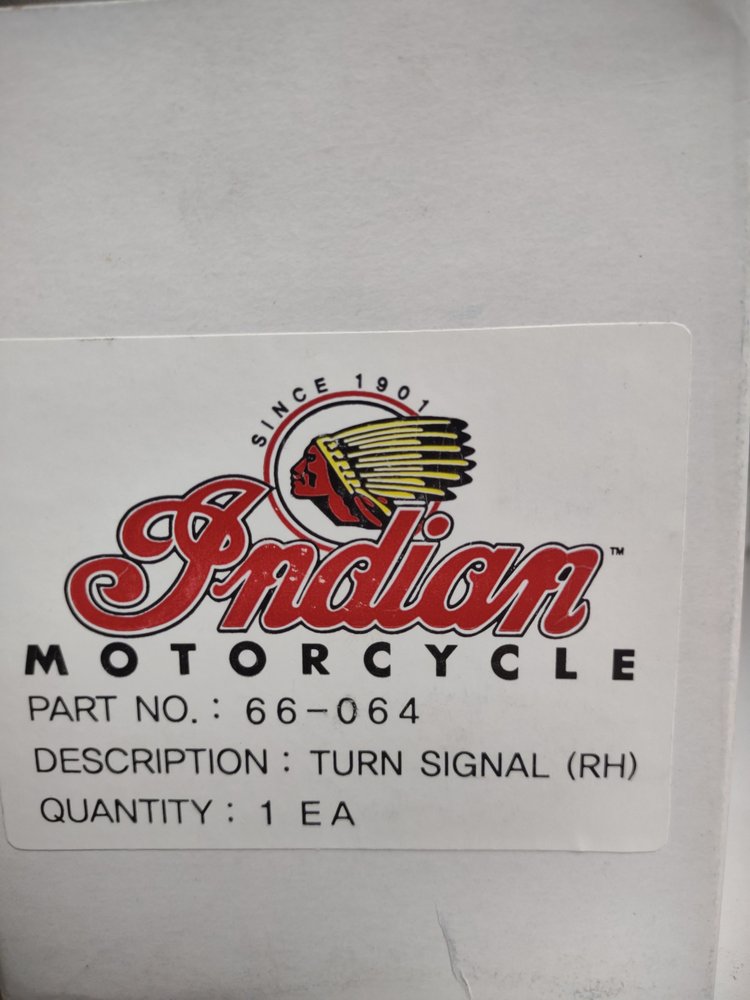 SINCE 1901
Indian™
MOTORCYCLE
PART NO.: 66-064
DESCRIPTION: TURN SIGNAL (RH)
QUANTITY: 1 EA